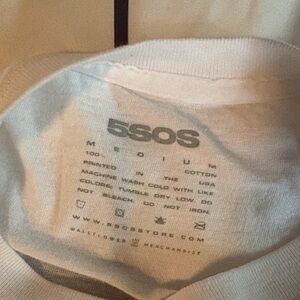 5SOS
MEDIUM
100% COTTON
PRINTED IN THE USA
MACHINE WASH COLD WITH LIKE
COLORS, TUMBLE DRY LOW. DO
NOT BLEACH. DO NOT IRON.
WWW.5SOSSTORE.COM
WALLFLOWER MERCHANDISE